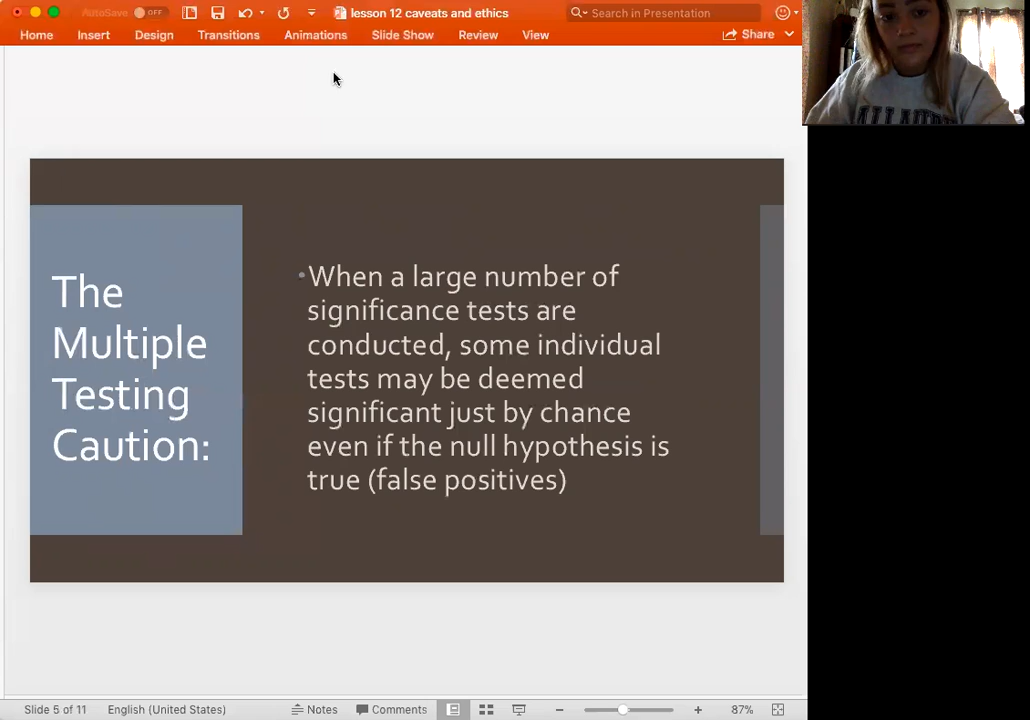 AutoSave OFF
lesson 12 caveats and ethics
Search in Presentation
Home Insert Design Transitions Animations Slide Show Review View Share
The
Multiple
Testing
Caution:
•When a large number of
significance tests are
conducted, some individual
tests may be deemed
significant just by chance
even if the null hypothesis is
true (false positives)
Slide 5 of 11 English (United States) Notes Comments 87%